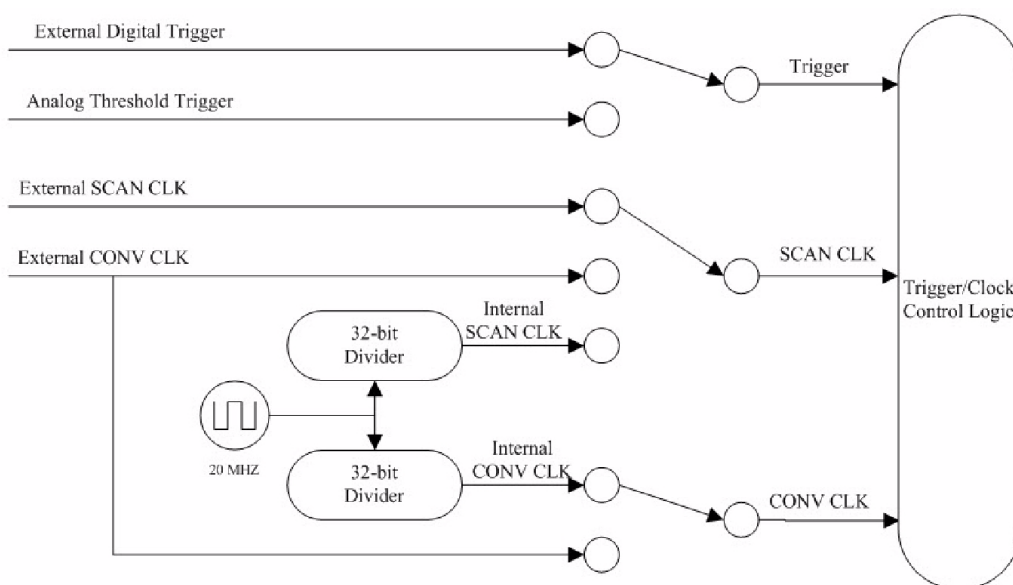 External Digital Trigger
Trigger
Analog Threshold Trigger
External SCAN CLK
External CONV CLK
SCAN CLK
Trigger/Clock
Control Logic
Internal
SCAN CLK
32-bit
Divider
20 MHZ
Internal
CONV CLK
32-bit
Divider
CONV CLK